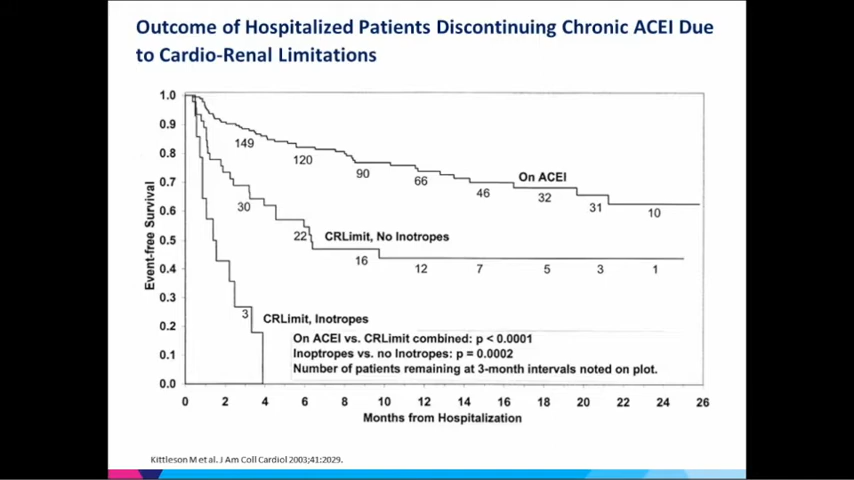 Outcome of Hospitalized Patients Discontinuing Chronic ACEI Due
to Cardio-Renal Limitations
1.0
0.9
0.8
0.7
0.6
0.5
0.4
0.3
0.2
0.1
0.0
Event-free Survival
149
120
90
66
46
32
31
10
On ACEI
30
22
16
12
7
5
3
1
CRLimit, No Inotropes
3
CRLimit, Inotropes
On ACEI vs. CRLimit combined: p < 0.0001
Inoptropes vs. no Inotropes: p = 0.0002
Number of patients remaining at 3-month intervals noted on plot.
0 2 4 6 8 10 12 14 16 18 20 22 24 26
Months from Hospitalization
Kittleson M et al. J Am Coll Cardiol 2003;41:2029.